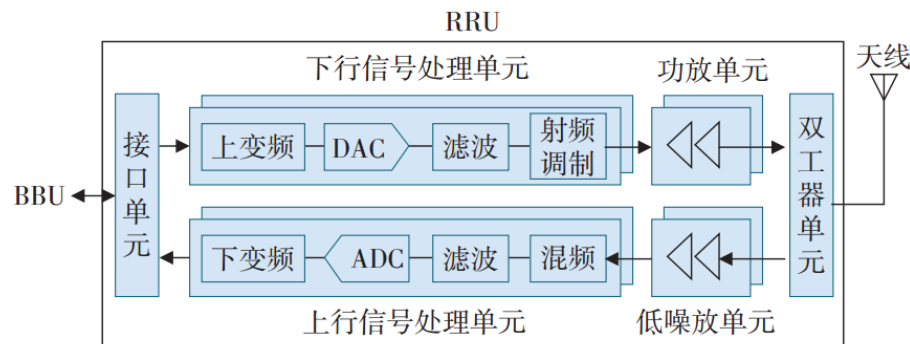 RRU
天线
下行信号处理单元
功放单元
BBU
接口单元
上变频
DAC
滤波
射频
调制
双工器单元
下变频
ADC
滤波
混频
上行信号处理单元
低噪放单元